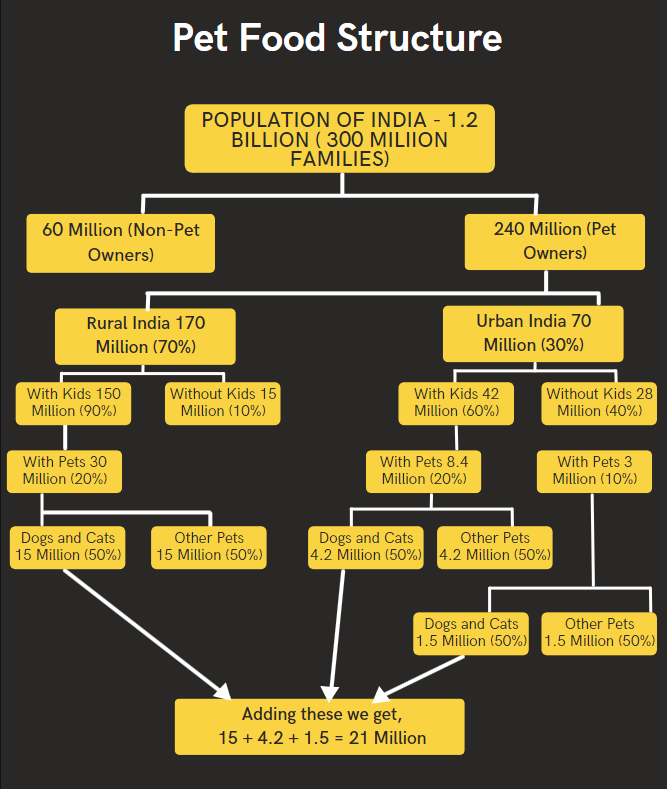 Pet Food Structure
POPULATION OF INDIA - 1.2
BILLION ( 300 MILIION
FAMILIES)
60 Million (Non-Pet
Owners)
240 Million (Pet
Owners)
Rural India 170
Million (70%)
Urban India 70
Million (30%)
With Kids 150
Million (90%)
Without Kids 15
Million (10%)
With Kids 42
Million (60%)
Without Kids 28
Million (40%)
With Pets 30
Million (20%)
With Pets 8.4
Million (20%)
With Pets 3
Million (10%)
Dogs and Cats
15 Million (50%)
Other Pets
15 Million (50%)
Dogs and Cats
4.2 Million (50%)
Other Pets
4.2 Million (50%)
Dogs and Cats
1.5 Million (50%)
Other Pets
1.5 Million (50%)
Adding these we get,
15 + 4.2 + 1.5 = 21 Million